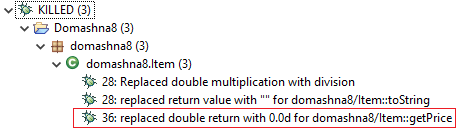 KILLED (3)
Domashna8 (3)
domashna8 (3)
domashna8.Item (3)
28: Replaced double multiplication with division
28: replaced return value with "" for domashna8/Item::toString
36: replaced double return with 0.0d for domashna8/Item::getPrice